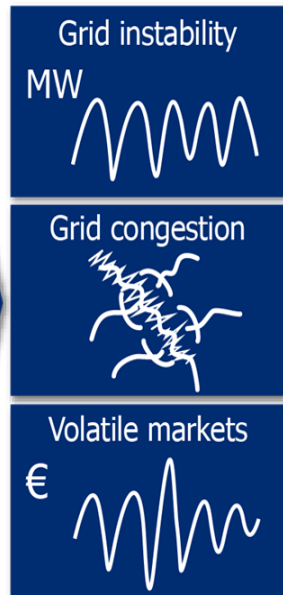 Grid instability
MW
Grid congestion
Volatile markets
€